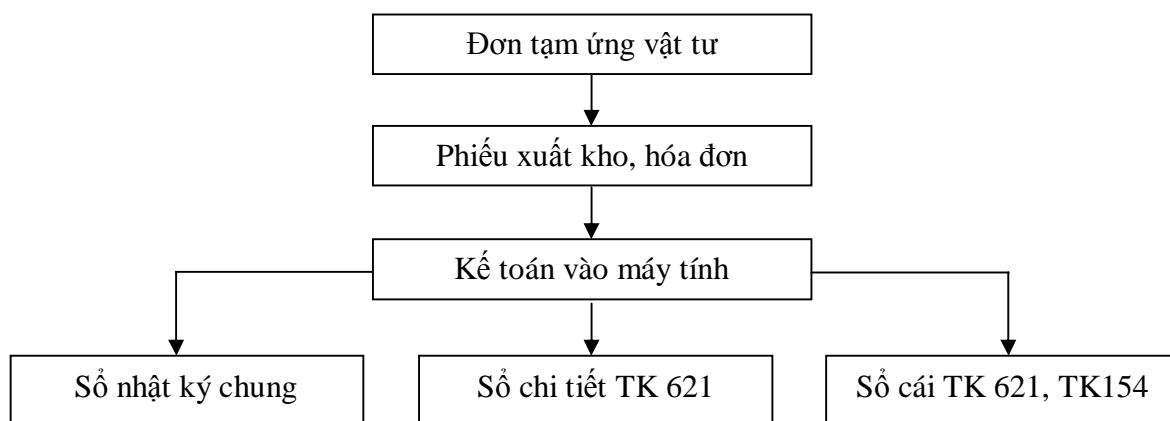 Đơn tạm ứng vật tư
Phiếu xuất kho, hóa đơn
Kế toán vào máy tính
Sổ nhật ký chung
Sổ chi tiết TK 621
Sổ cái TK 621, TK154